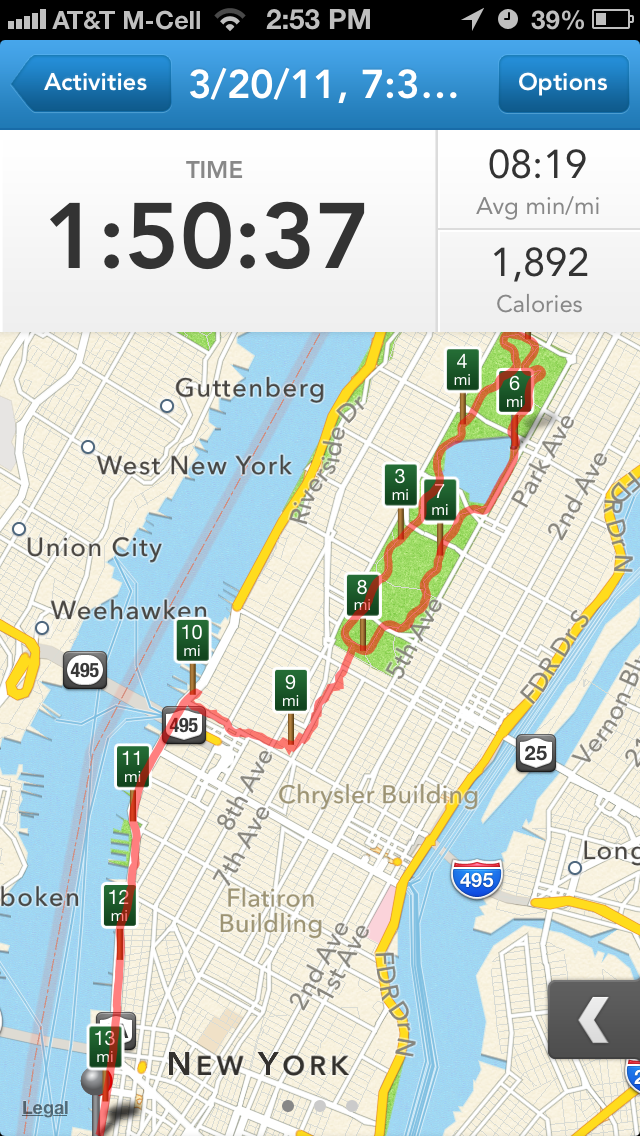 AT&T M-Cell 2:53 PM 39%
Activities 3/20/11, 7:3... Options
TIME
1:50:37
08:19
Avg min/mi
1,892
Calories
4 mi
6 mi
Guttenberg
Riverside Dr
Park Ave
West New York
3 mi
7 mi
2nd Ave
FDR Dr N
Union City
8 mi
Weehawken
5th Ave
FDR Dr S
10 mi
495
9 mi
495
Vernon Bl
25
11 mi
8th Ave
Chrysler Building
7th Ave
Long
495
boken
12 mi
Flatiron
Buildling
2nd Ave
1st Ave
FDR Dr N
13 mi
A
NEW YORK
Legal